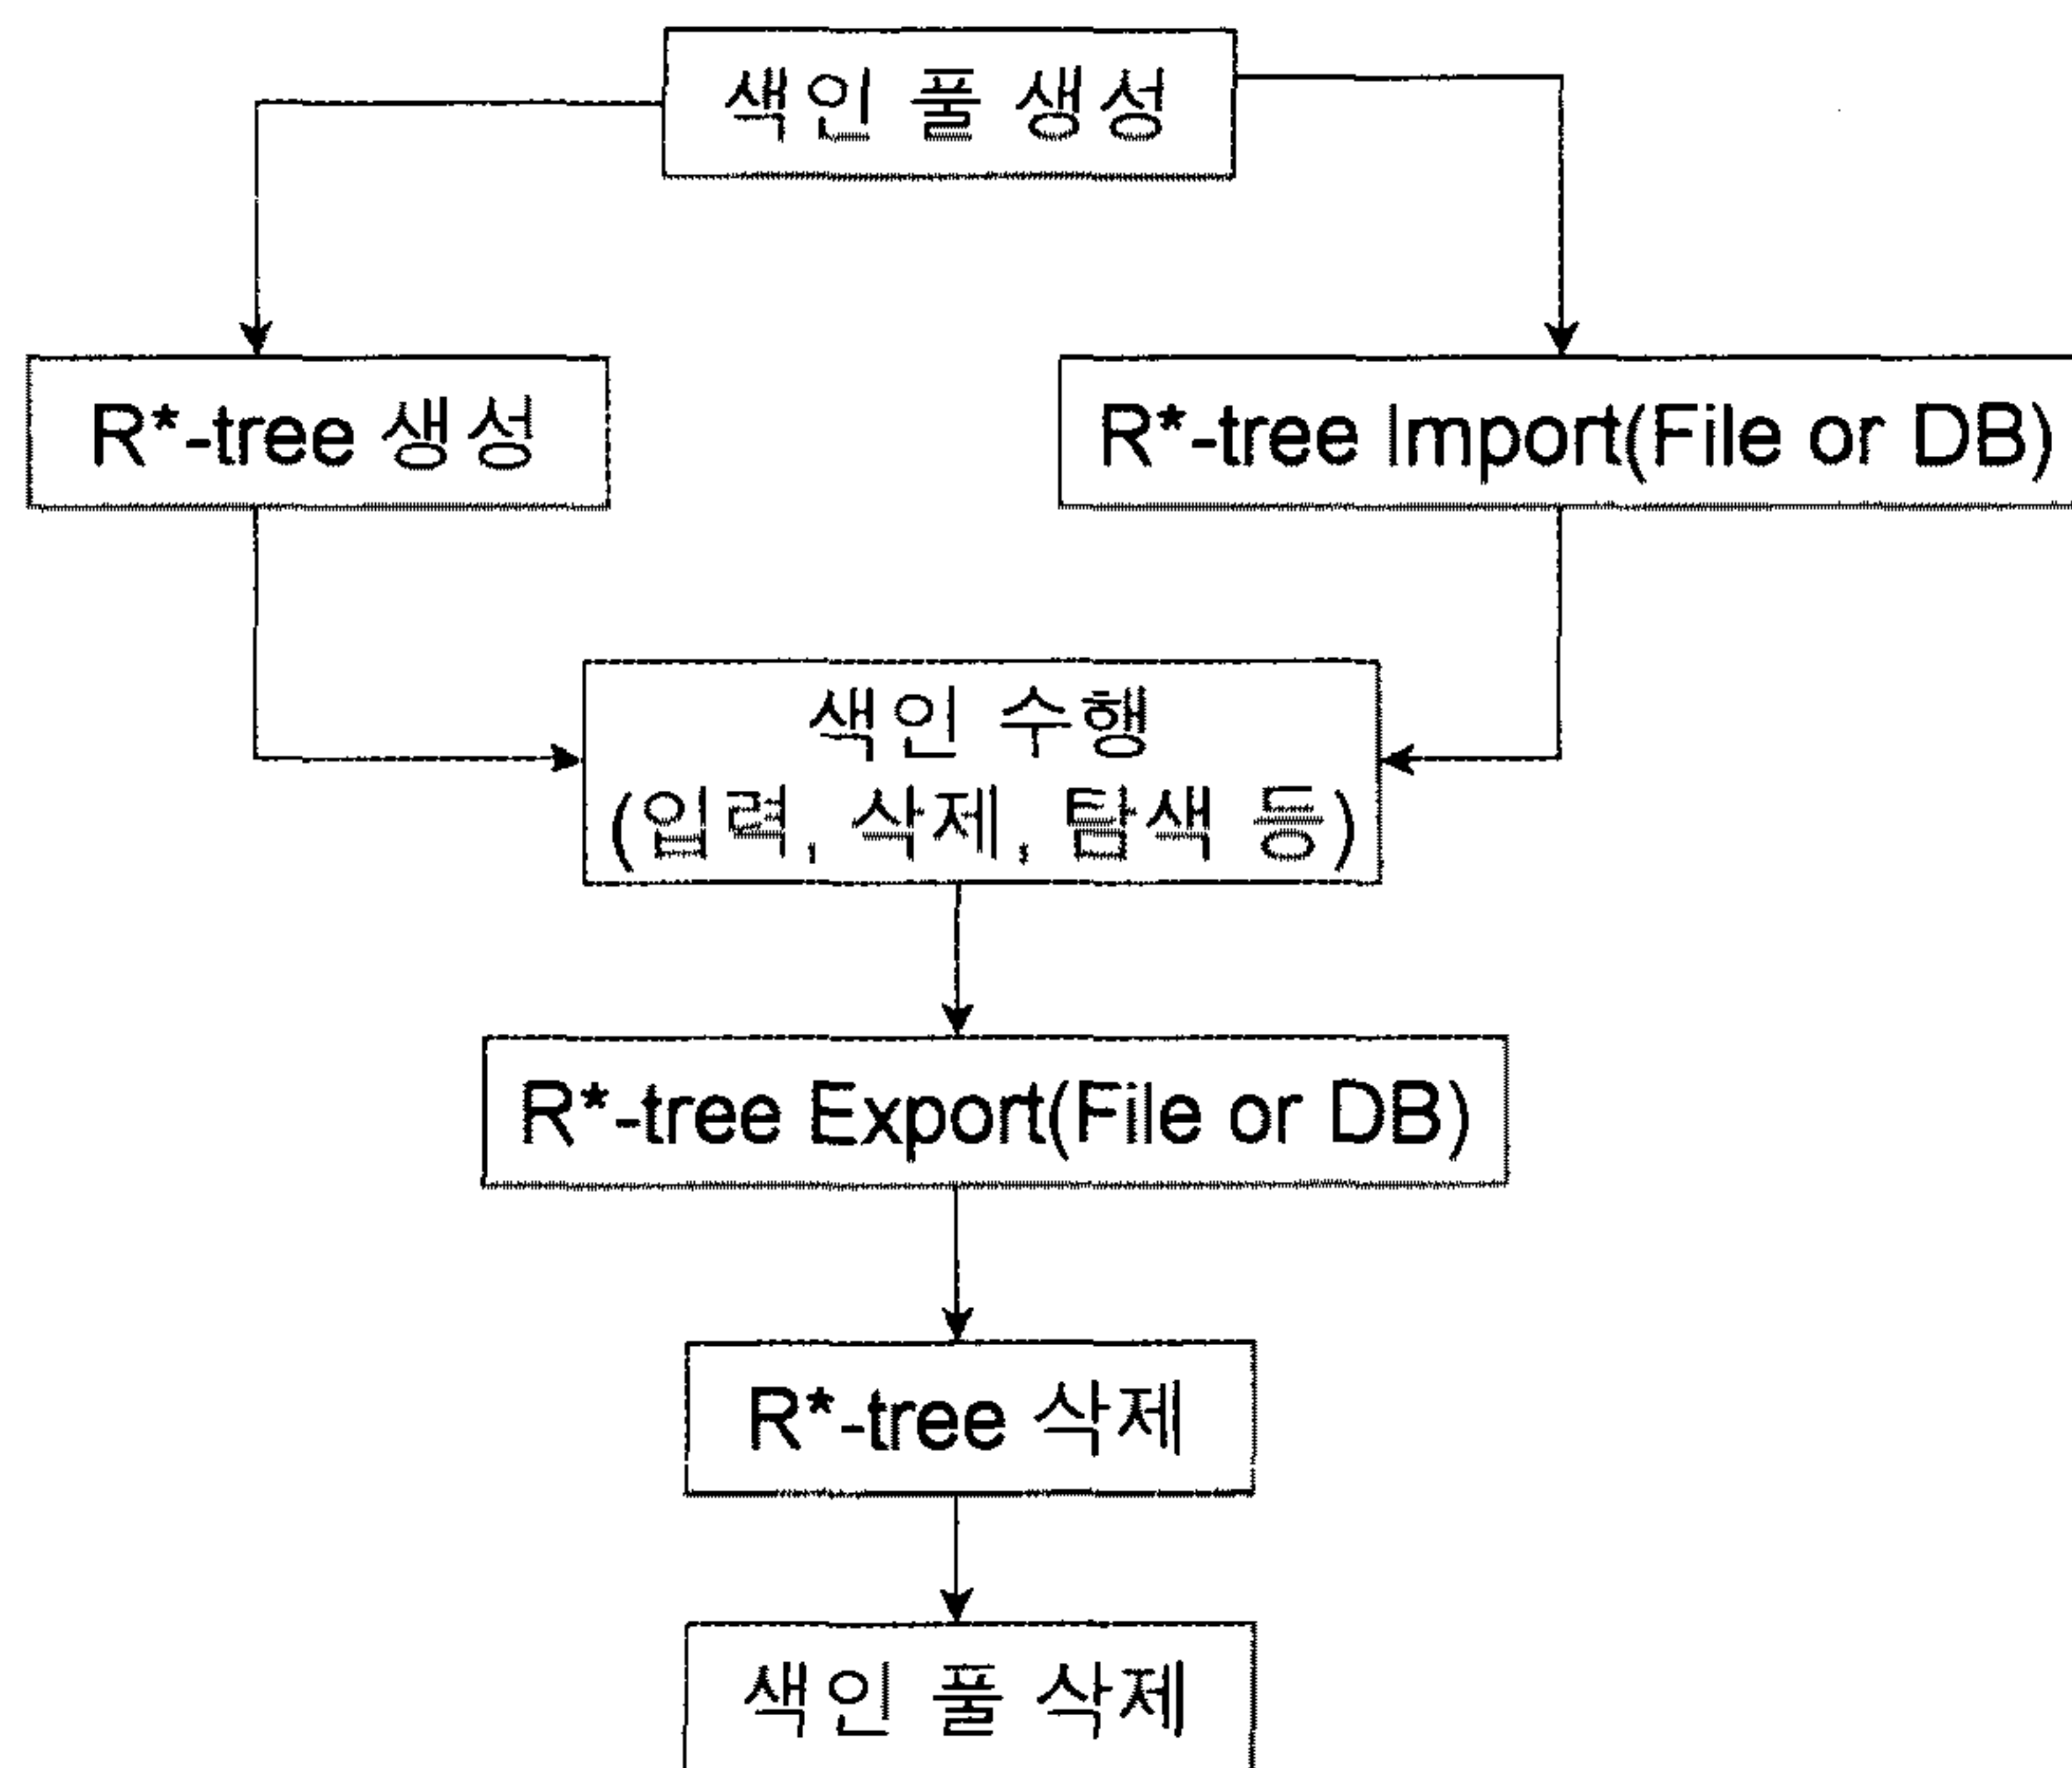 색인 풀 생성
R*-tree 생성
R*-tree Import(File or DB)
색인 수행
(입력, 삭제, 탐색 등)
R*-tree Export(File or DB)
R*-tree 삭제
색인 풀 삭제